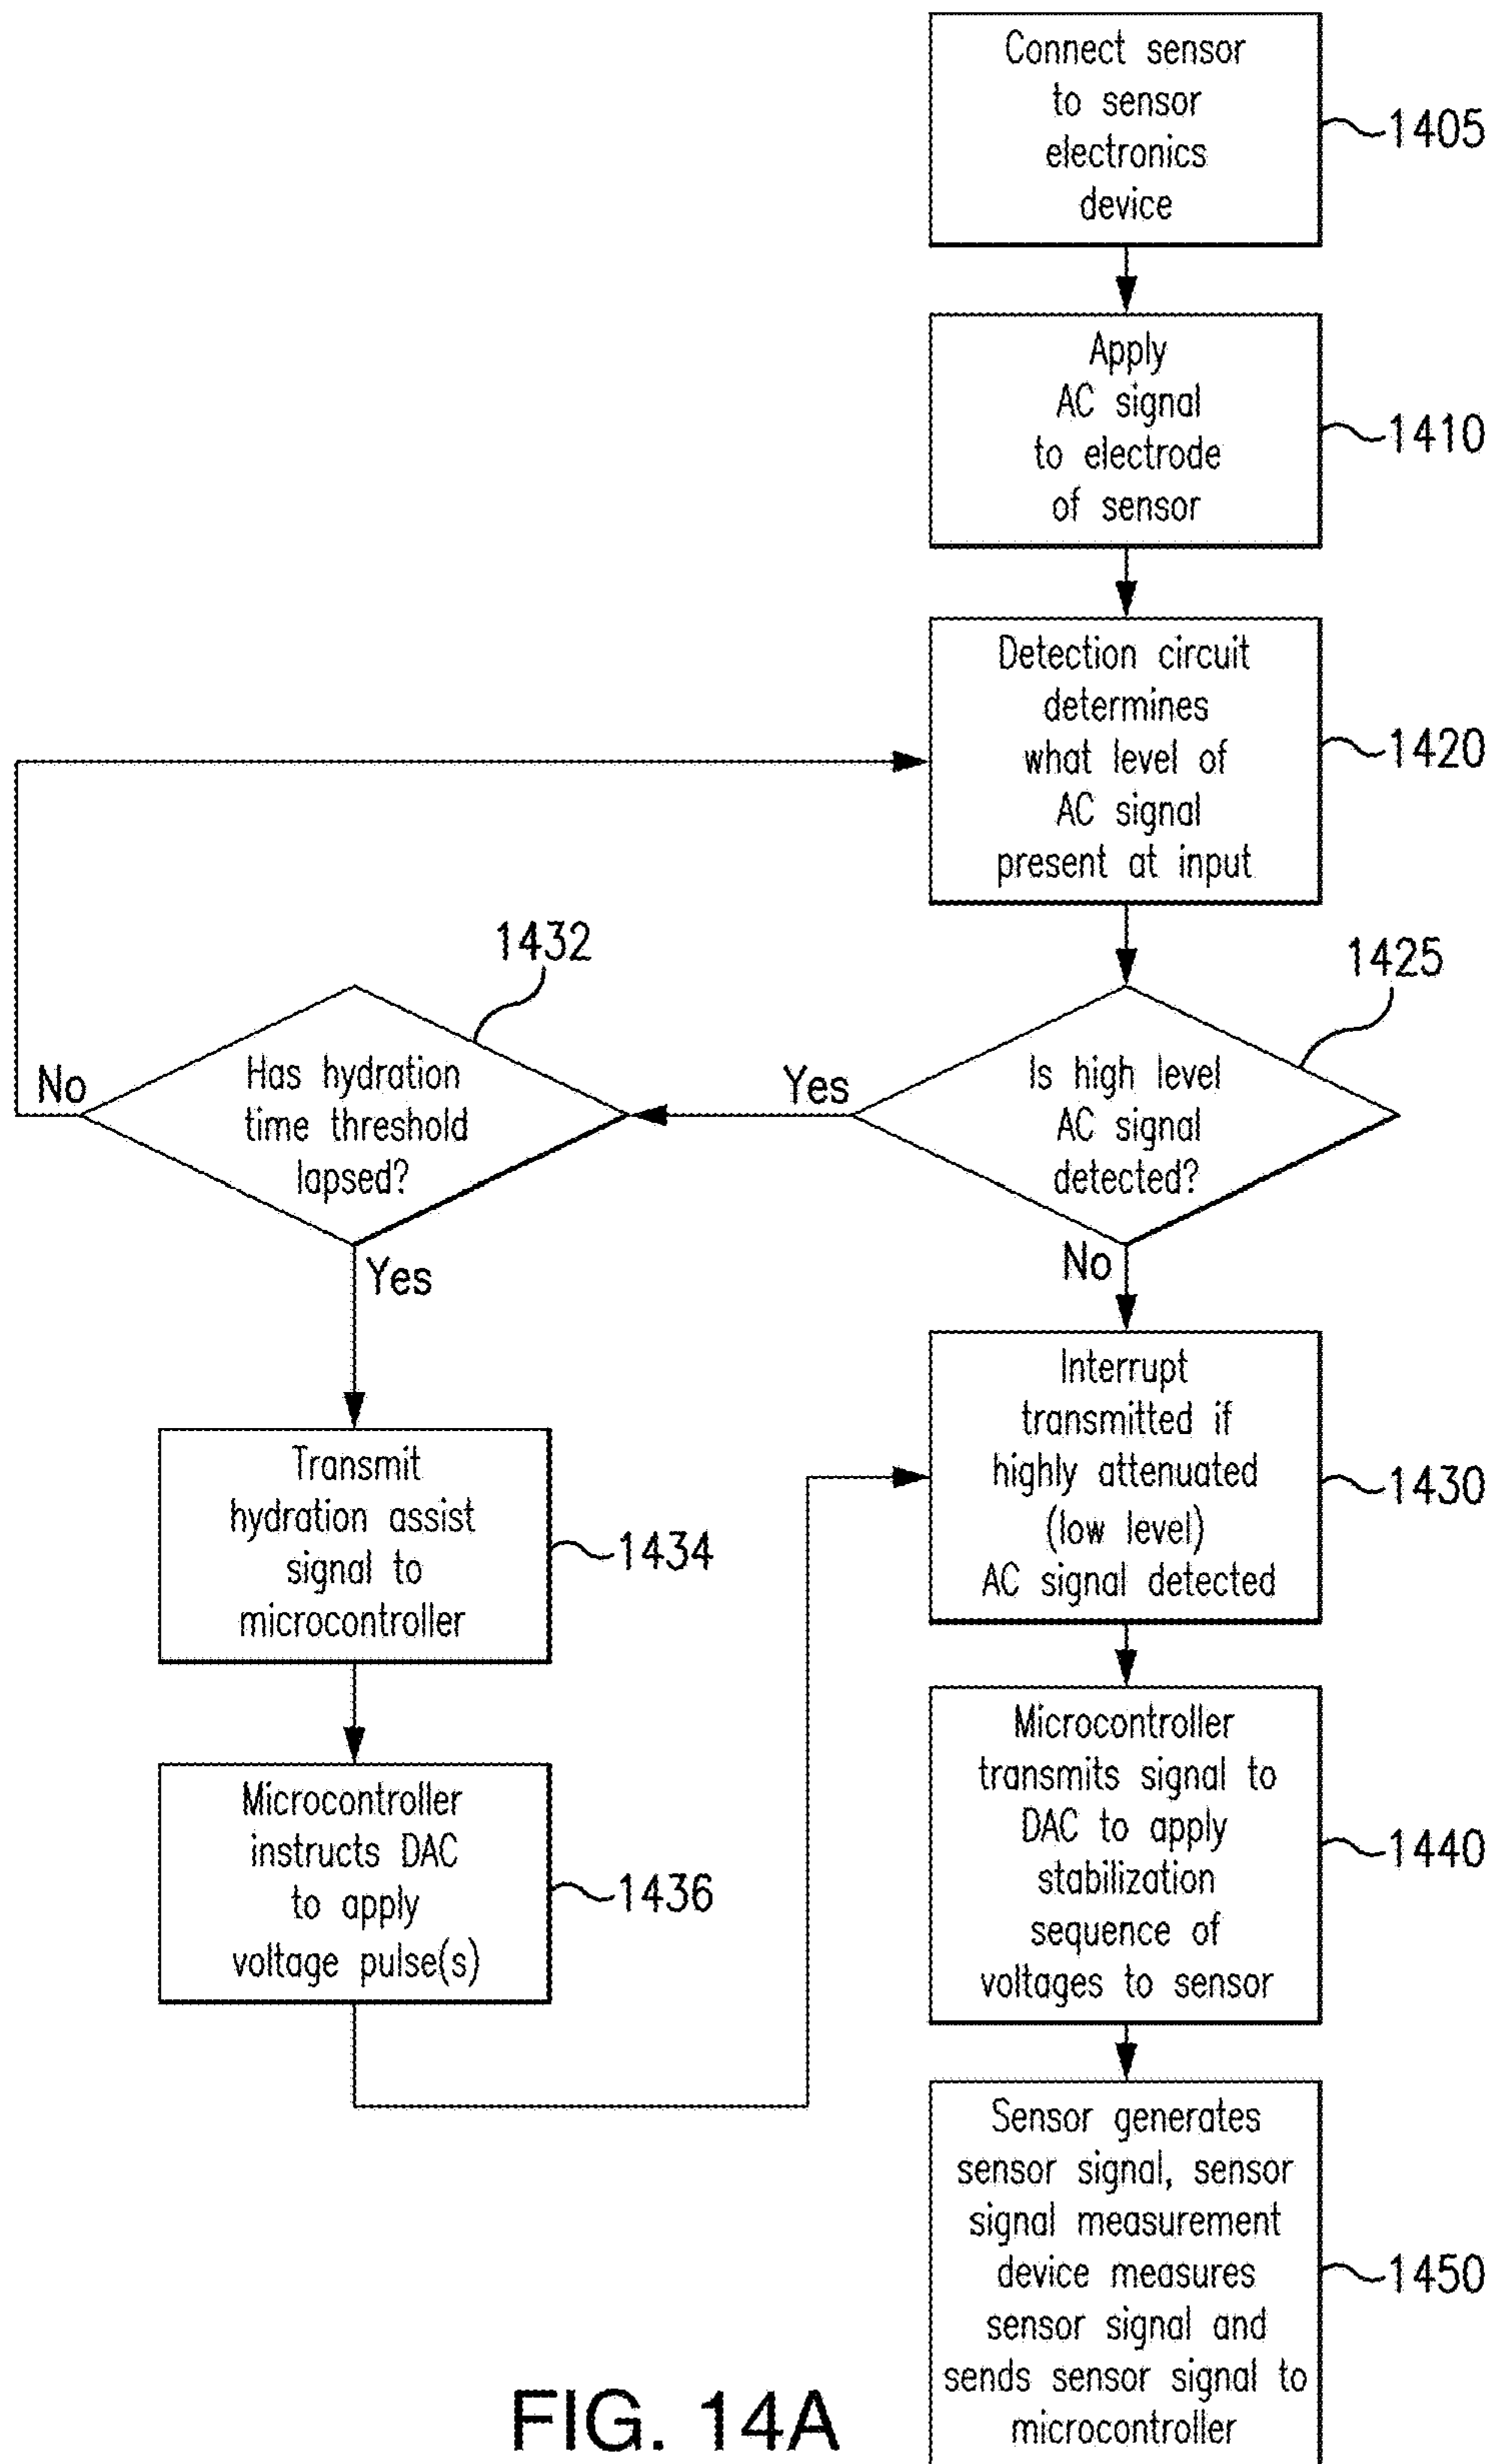 Connect sensor
to sensor
electronics
device
1405
Apply
AC signal
to electrode
of sensor
1410
Detection circuit
determines
what level of
AC signal
present at input
1420
1432
1425
No
Has hydration
time threshold
lapsed?
Yes
Is high level
AC signal
detected?
Yes
No
Transmit
hydration assist
signal to
microcontroller
1434
Interrupt
transmitted if
highly attenuated
(low level)
AC signal detected
1430
Microcontroller
instructs DAC
to apply
voltage pulse(s)
1436
Microcontroller
transmits signal to
DAC to apply
stabilization
sequence of
voltages to sensor
1440
Sensor generates
sensor signal, sensor
signal measurement
device measures
sensor signal and
sends sensor signal to
microcontroller
1450
FIG. 14A